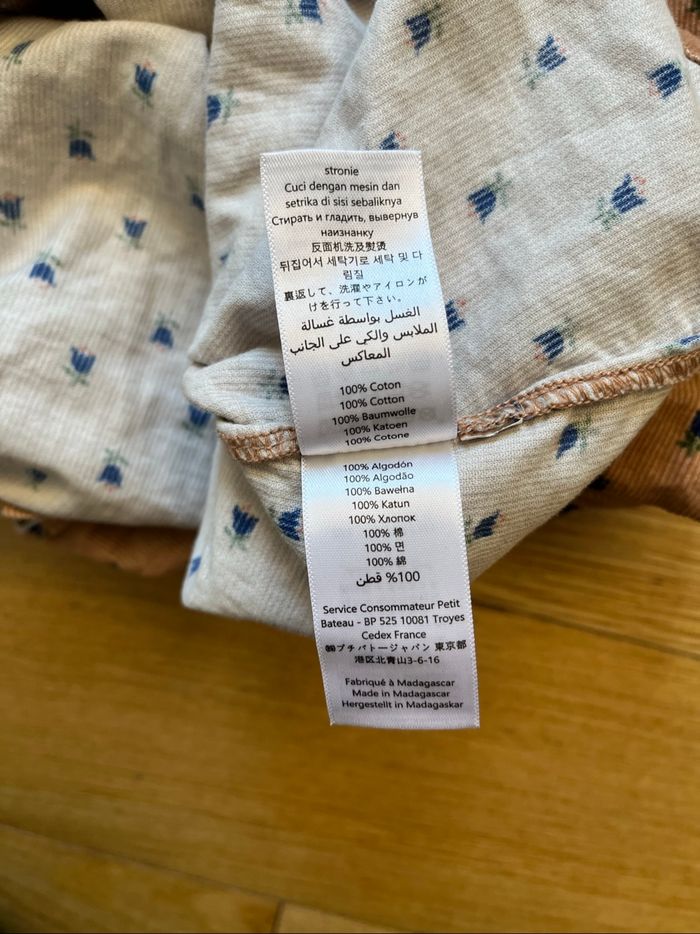 stronie
Cuci dengan mesin dan
setrika di sisi sebaliknya
Стирать и гладить, вывернув
наизнанку
反面机洗及熨烫
뒤집어서 세탁기로 세탁 및 다
림질
裏返して、洗濯やアイロンが
けを行って下さい。
الغسل بواسطة غسالة
الملابس والكي على الجانب
المعاكس
100% Coton
100% Cotton
100% Baumwolle
100% Katoen
100% Cotone
100% Algodón
100% Algodão
100% Bawełna
100% Katun
100% Хлопок
100% 棉
100% 면
100% 綿
100% قطن
Service Consommateur Petit
Bateau - BP 525 10081 Troyes
Cedex France
㈱プチバトージャパン 東京都
港区北青山3-6-16
Fabriqué à Madagascar
Made in Madagascar
Hergestellt in Madagaskar